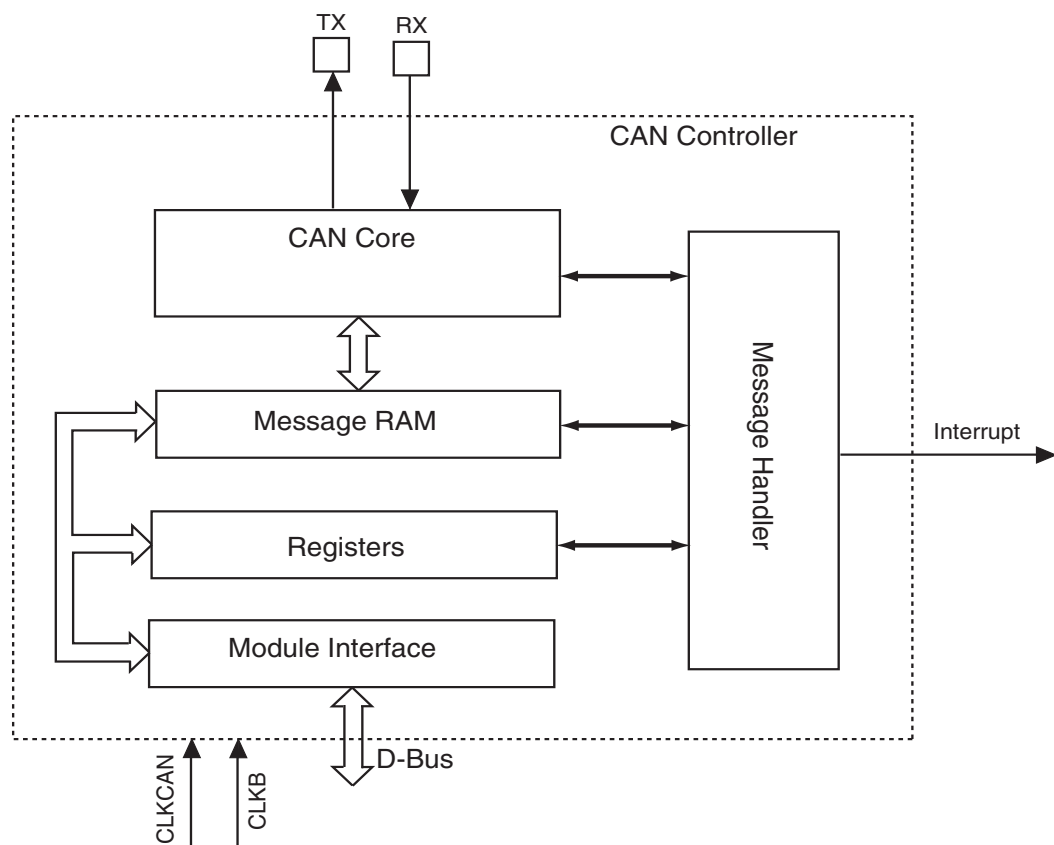 TX
RX
CAN Controller
CAN Core
Message RAM
Registers
Module Interface
Message Handler
Interrupt
D-Bus
CLKCAN
CLKB